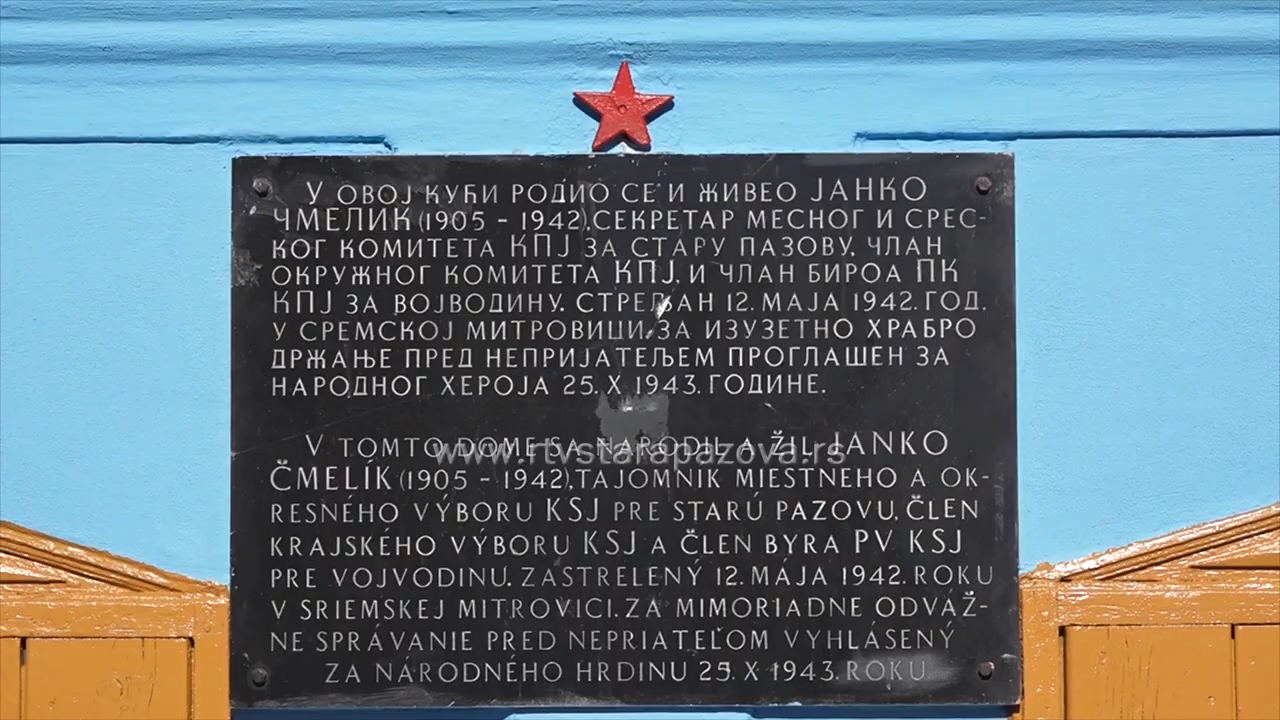 У ОВОЈ КУЋИ РОДИО СЕ И ЖИВЕО ЈАНКО
ЧМЕЛИК (1905 - 1942), СЕКРЕТАР МЕСНОГ И СРЕС-
КОГ КОМИТЕТА КПЈ ЗА СТАРУ ПАЗОВУ, ЧЛАН
ОКРУЖНОГ КОМИТЕТА КПЈ, И ЧЛАН БИРОА ПК
КПЈ ЗА ВОЈВОДИНУ. СТРЕЉАН 12. МАЈА 1942. ГОД.
У СРЕМСКОЈ МИТРОВИЦИ. ЗА ИЗУЗЕТНО ХРАБРО
ДРЖАЊЕ ПРЕД НЕПРИЈАТЕЉЕМ ПРОГЛАШЕН ЗА
НАРОДНОГ ХЕРОЈА 25. X 1943. ГОДИНЕ.
V TOMTO DOME SA NARODIL A ŽIL JANKO
www.rtvstarapazova.rs
ČMELÍK (1905 - 1942), TAJOMNIK MIESTNEHO A OK-
RESNÉHO VÝBORU KSJ PRE STARÚ PAZOVU, ČLEN
KRAJSKÉHO VÝBORU KSJ A ČLEN BYRA PV KSJ
PRE VOJVODINU. ZASTRELENÝ 12. MÁJA 1942. ROKU
V SRIEMSKEJ MITROVICI. ZA MIMORIADNE ODVÁŽ-
NE SPRÁVANIE PRED NEPRIATEĽOM VYHLÁSENÝ
ZA NÁRODNÉHO HRDINU 25. X 1943. ROKU